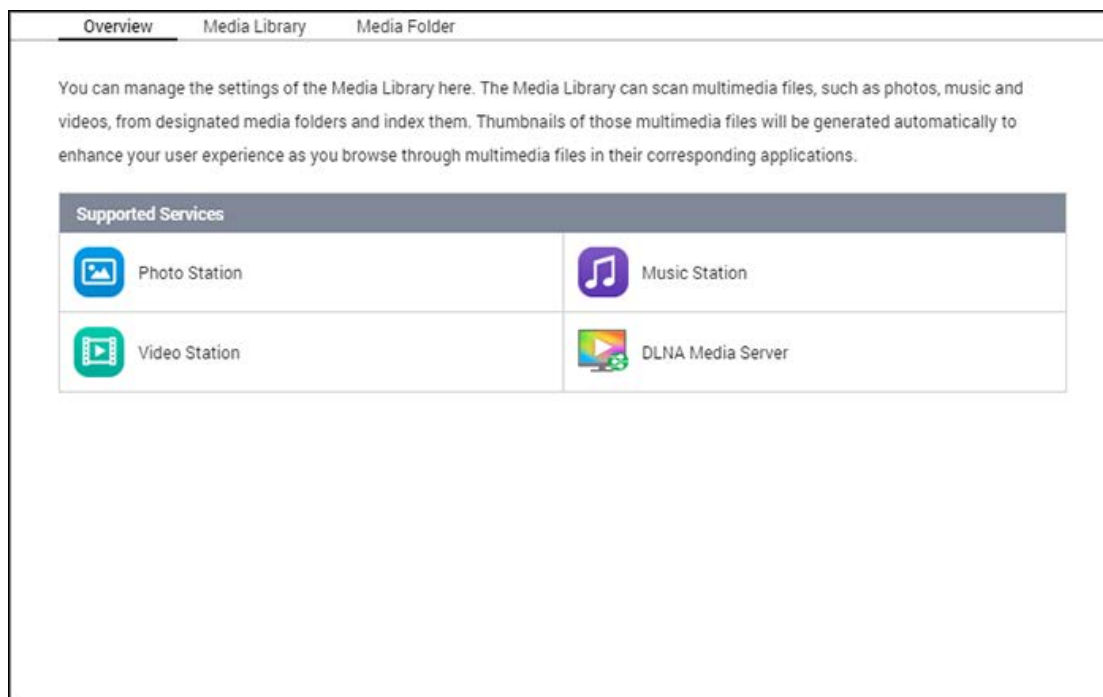 Overview Media Library Media Folder
You can manage the settings of the Media Library here. The Media Library can scan multimedia files, such as photos, music and
videos, from designated media folders and index them. Thumbnails of those multimedia files will be generated automatically to
enhance your user experience as you browse through multimedia files in their corresponding applications.
Supported Services
Photo Station Music Station
Video Station DLNA Media Server